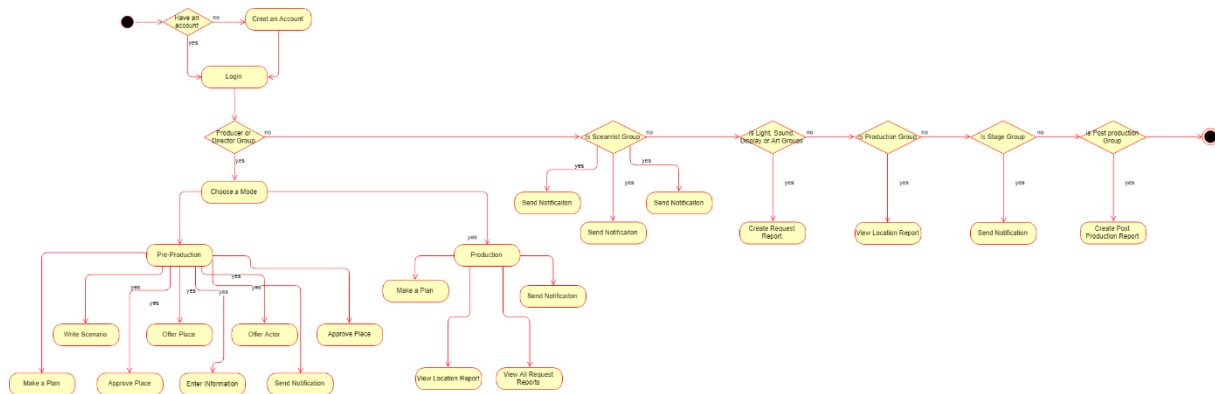 Have an
account
no
Creat an Account
yes
Login
Producer or
Director Group
no
Is Sceanrist Group
no
Is Light, Sound,
Display or Art Groups
no
Is Production Group
no
Is Stage Group
no
Is Post production
Group
yes
yes
yes
yes
yes
yes
yes
yes
Choose a Mode
Send Notificaiton
Send Notificaiton
Send Notificaiton
Create Request
Report
View Location Report
Send Notification
Create Post
Production Report
yes
Pre-Production
Production
yes
yes
yes
yes
yes
Make a Plan
Send Notificaiton
Write Scenario
Offer Place
Offer Actor
Approve Place
Make a Plan
Approve Place
Enter INformation
Send Notification
View Location Report
View All Request
Reports